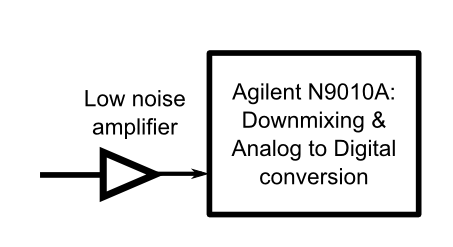 Low noise
amplifier
Agilent N9010A:
Downmixing &
Analog to Digital
conversion